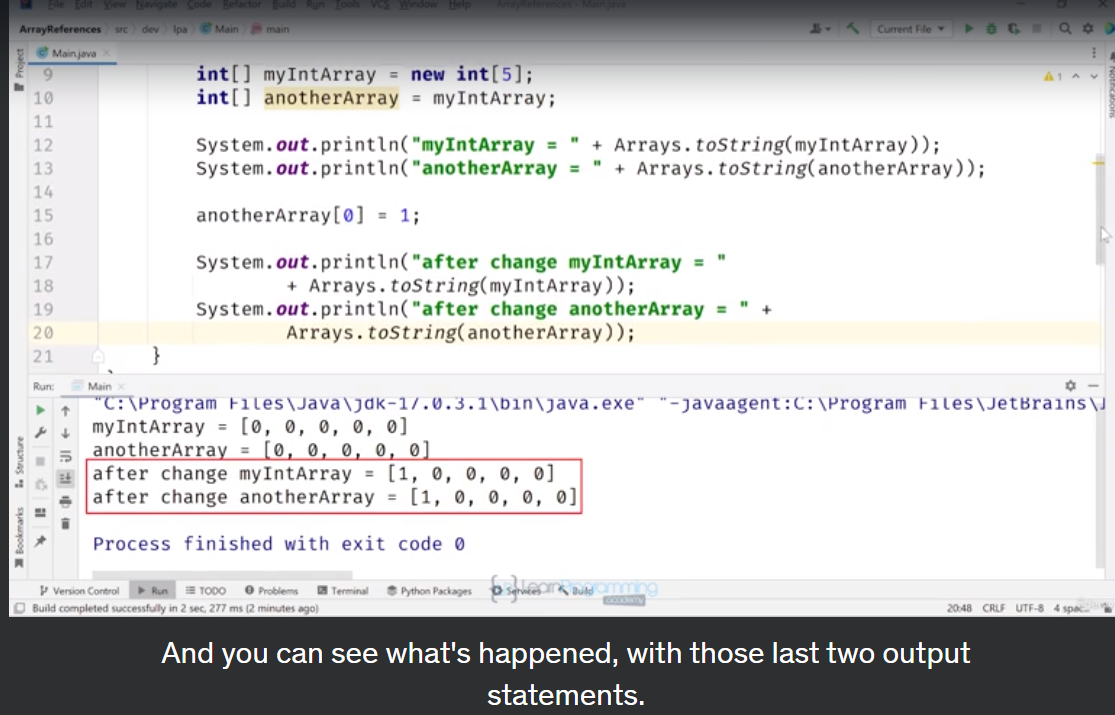 File Edit View Navigate Code Refactor Build Run Tools VCS Window Help ArrayReferences - Main.java
ArrayReferences src dev lpa Main main Current File
Main.java
Project
Notifications
1
9 int[] myIntArray = new int[5];
10 int[] anotherArray = myIntArray;
11
12 System.out.println("myIntArray = " + Arrays.toString(myIntArray));
13 System.out.println("anotherArray = " + Arrays.toString(anotherArray));
14
15 anotherArray[0] = 1;
16
17 System.out.println("after change myIntArray = "
18 + Arrays.toString(myIntArray));
19 System.out.println("after change anotherArray = " +
20 Arrays.toString(anotherArray));
21 }
Run: Main
"C:\Program Files\Java\jdk-17.0.3.1\bin\java.exe" "-javaagent:C:\Program Files\JetBrains\
myIntArray = [0, 0, 0, 0, 0]
anotherArray = [0, 0, 0, 0, 0]
after change myIntArray = [1, 0, 0, 0, 0]
after change anotherArray = [1, 0, 0, 0, 0]
Process finished with exit code 0
Structure
Bookmarks
Version Control Run TODO Problems Terminal Python Packages Services Build
LearnProgramming
academy
Build completed successfully in 2 sec, 277 ms (2 minutes ago) 20:48 CRLF UTF-8 4 spac...
And you can see what's happened, with those last two output
statements.